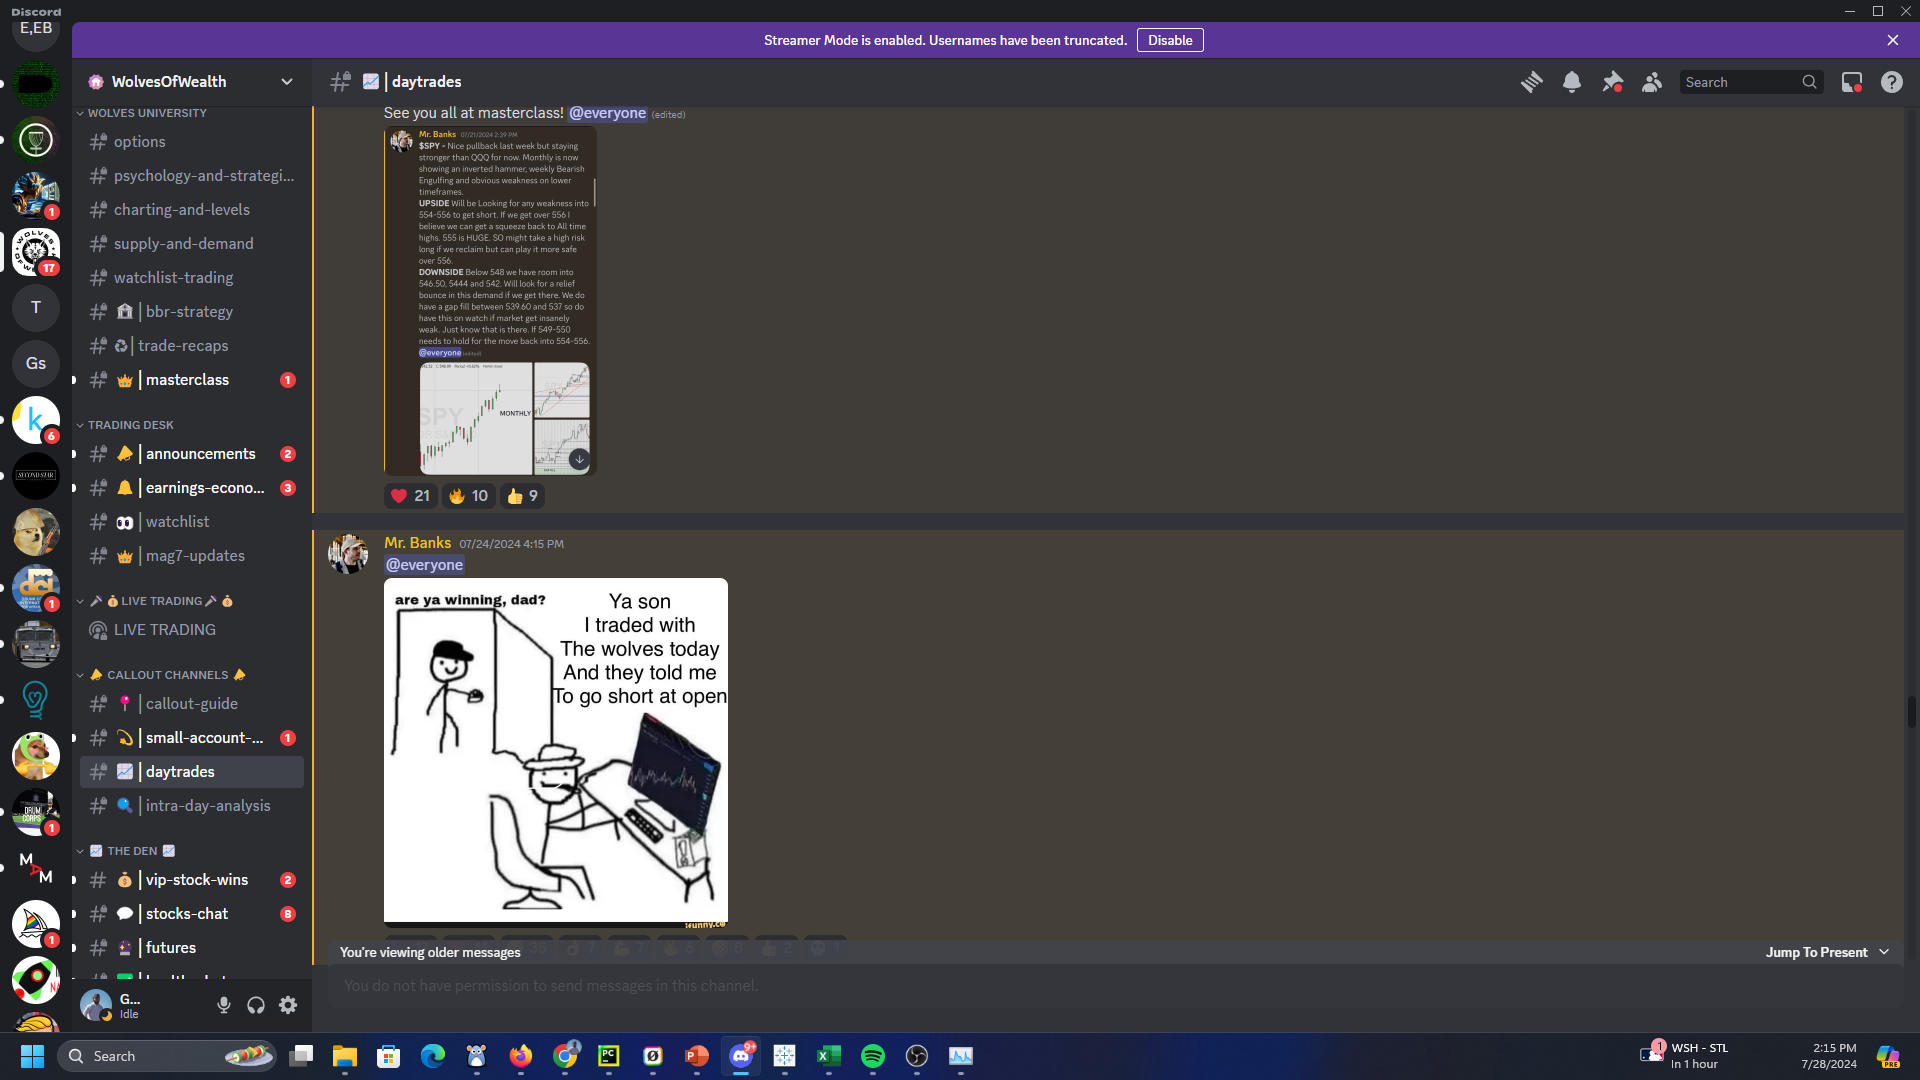 Discord
Streamer Mode is enabled. Usernames have been truncated.
Disable
E,EB
1
17
T
Gs
k
6
SECOND STAR
dci
1
DRUM CORPS
1
M A M
1
WolvesOfWealth
WOLVES UNIVERSITY
options
psychology-and-strategi...
charting-and-levels
supply-and-demand
watchlist-trading
| bbr-strategy
| trade-recaps
| masterclass
1
TRADING DESK
| announcements
2
| earnings-econo...
3
| watchlist
| mag7-updates
LIVE TRADING
LIVE TRADING
CALLOUT CHANNELS
| callout-guide
| small-account-...
1
| daytrades
| intra-day-analysis
THE DEN
| vip-stock-wins
2
| stocks-chat
8
| futures
G...
Idle
| daytrades
Search
See you all at masterclass! @everyone (edited)
Mr. Banks 07/21/2024 2:39 PM
$SPY - Nice pullback last week but staying
stronger than QQQ for now. Monthly is now
showing an inverted hammer, weekly Bearish
Engulfing and obvious weakness on lower
timeframes.
UPSIDE Will be Looking for any weakness into
554-556 to get short. If we get over 556 I
believe we can get a squeeze back to All time
highs. 555 is HUGE. SO might take a high risk
long if we reclaim but can play it more safe
over 556.
DOWNSIDE Below 548 we have room into
546.50, 5444 and 542. Will look for a relief
bounce in this demand if we get there. We do
have a gap fill between 539.60 and 537 so do
have this on watch if market get insanely
weak. Just know that is there. If 549-550
needs to hold for the move back into 554-556.
@everyone (edited)
SPY
MONTHLY
21
10
9
Mr. Banks 07/24/2024 4:15 PM
@everyone
are ya winning, dad?
Ya son
I traded with
The wolves today
And they told me
To go short at open
You're viewing older messages
Jump To Present
You do not have permission to send messages in this channel.
Search
PC
P
9+
X
1
WSH - STL
In 1 hour
2:15 PM
7/28/2024
PRE